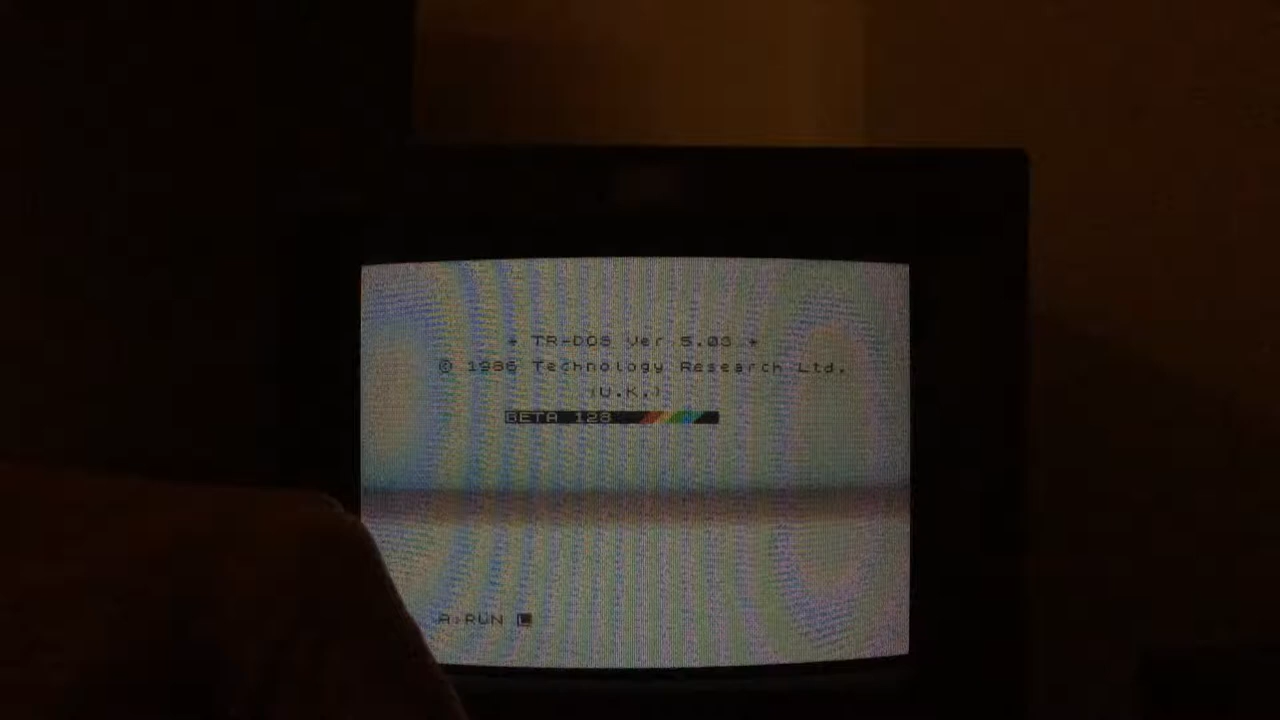 * TR-DOS Ver 5.03 *
© 1986 Technology Research Ltd.
(U.K.)
BETA 128
A:RUN L